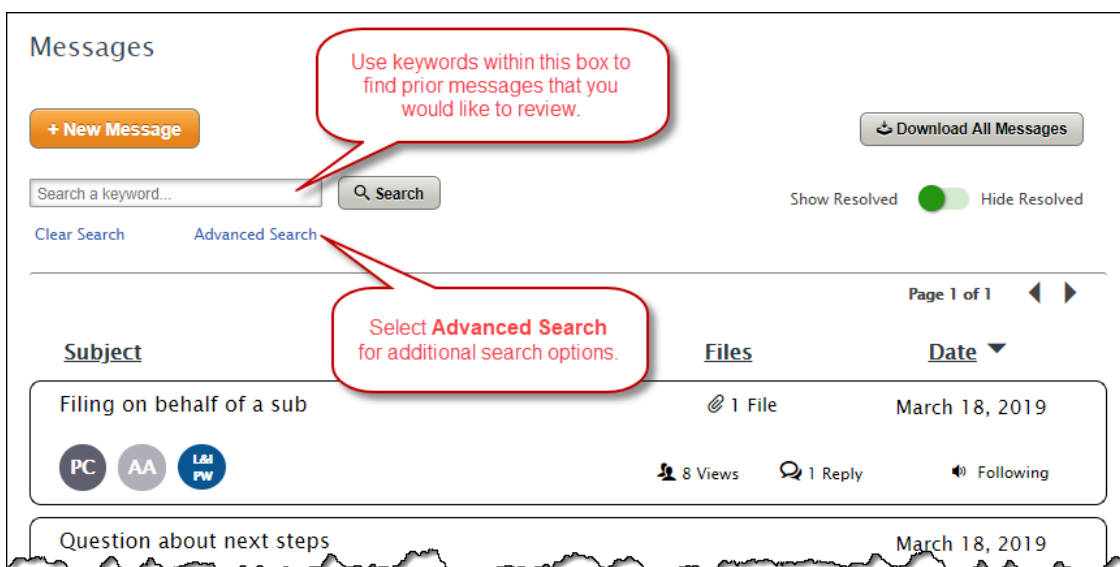 Messages
Use keywords within this box to
find prior messages that you
would like to review.
+ New Message
Download All Messages
Search a keyword...
Search
Show Resolved
Hide Resolved
Clear Search
Advanced Search
Page 1 of 1
Select Advanced Search
for additional search options.
Subject
Files
Date
Filing on behalf of a sub
1 File
March 18, 2019
PC
AA
L&I
PW
8 Views
1 Reply
Following
Question about next steps
March 18, 2019